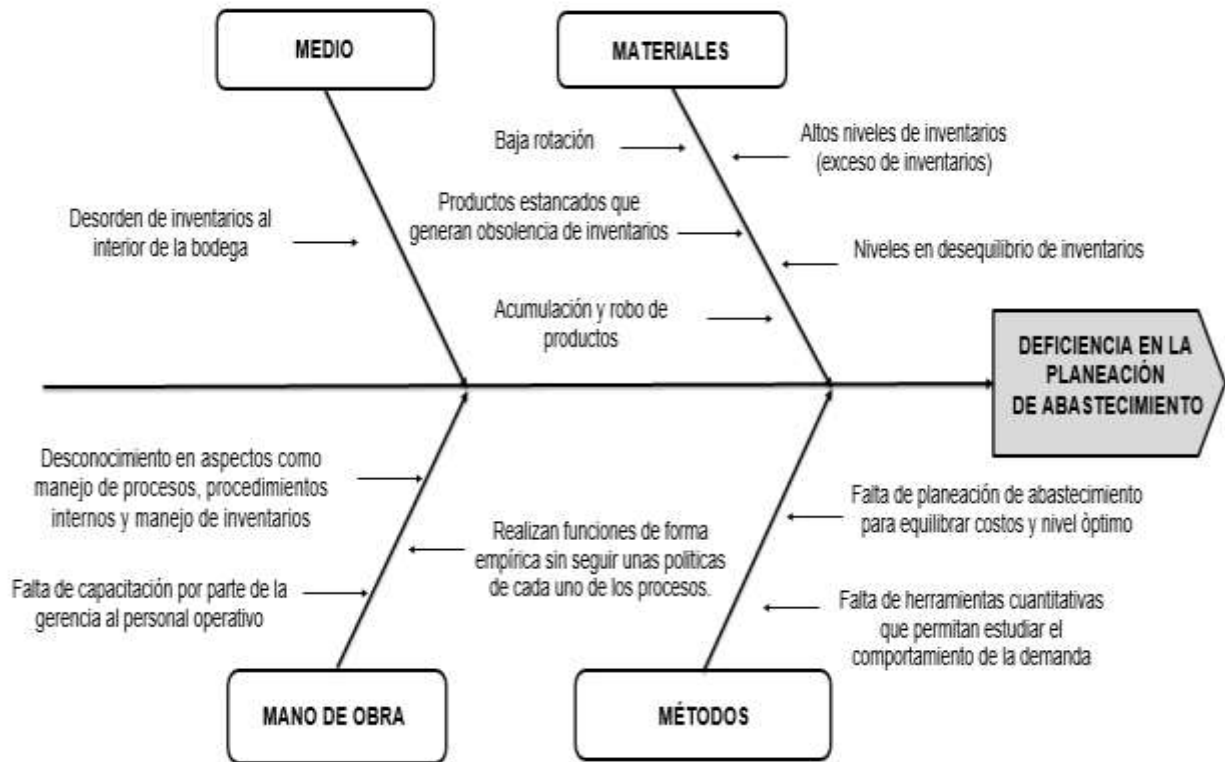 MEDIO
MATERIALES
Baja rotación
Altos niveles de inventarios
(exceso de inventarios)
Productos estancados que
generan obsolencia de inventarios
Desorden de inventarios al
interior de la bodega
Niveles en desequilibrio de inventarios
Acumulación y robo de
productos
DEFICIENCIA EN LA
PLANEACIÓN
DE ABASTECIMIENTO
Desconocimiento en aspectos como
manejo de procesos, procedimientos
internos y manejo de inventarios
Realizan funciones de forma
empírica sin seguir unas políticas
de cada uno de los procesos.
Falta de planeación de abastecimiento
para equilibrar costos y nivel òptimo
Falta de capacitación por parte de la
gerencia al personal operativo
Falta de herramientas cuantitativas
que permitan estudiar el
comportamiento de la demanda
MANO DE OBRA
MÉTODOS